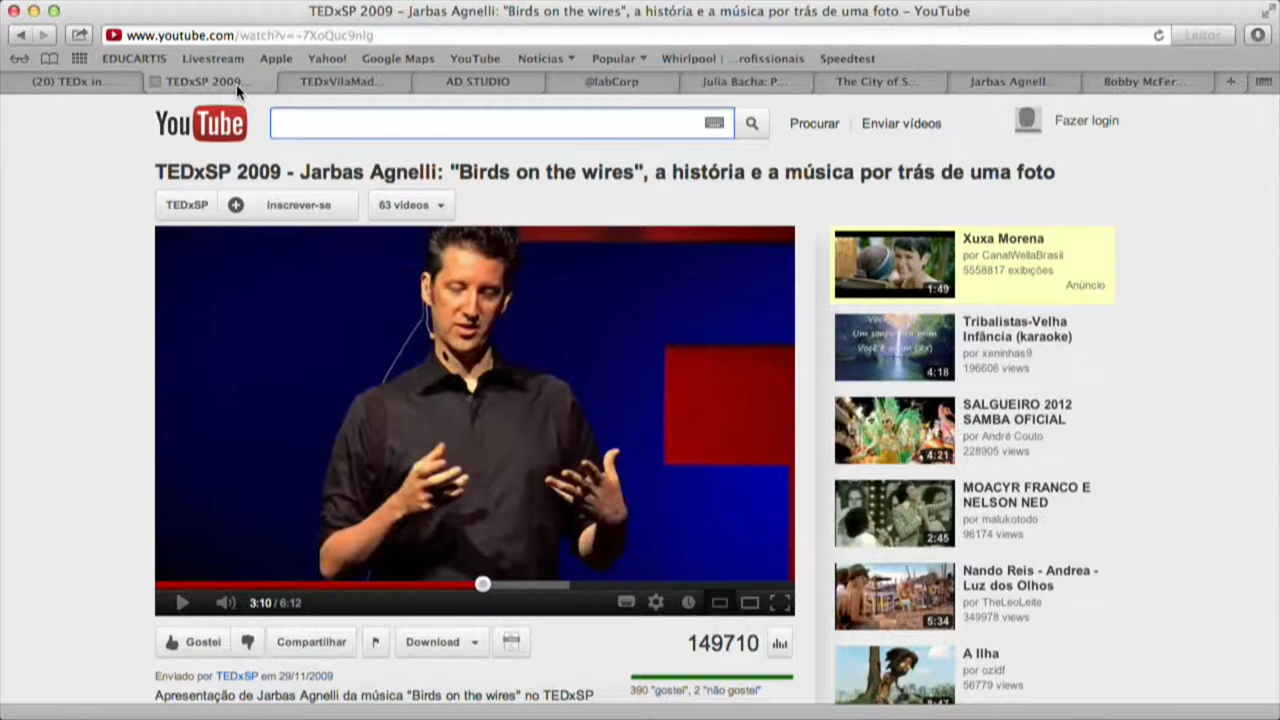 TEDxSP 2009 – Jarbas Agnelli: "Birds on the wires", a história e a música por trás de uma foto – YouTube
www.youtube.com/watch?v=-7XoQuc9nlg
Leitor
EDUCARTIS Livestream Apple Yahoo! Google Maps YouTube Notícias Popular Whirlpool ...rofissionais Speedtest
(20) TEDx in... TEDxSP 2009... TEDxVilaMad... AD STUDIO @labCorp Julia Bacha: P... The City of S... Jarbas Agnell... Bobby McFer...
YouTube
Procurar Enviar vídeos Fazer login
TEDxSP 2009 - Jarbas Agnelli: "Birds on the wires", a história e a música por trás de uma foto
TEDxSP Inscrever-se 63 vídeos
3:10 / 6:12
Gostei Compartilhar Download 149710
Enviado por TEDxSP em 29/11/2009
390 "gostei", 2 "não gostei"
Apresentação de Jarbas Agnelli da música "Birds on the wires" no TEDxSP
Xuxa Morena
por CanalWellaBrasil
5558817 exibições
Anúncio
1:49
Tribalistas-Velha
Infância (karaoke)
por xeninhas9
196606 views
4:18
SALGUEIRO 2012
SAMBA OFICIAL
por André Couto
228905 views
4:21
MOACYR FRANCO E
NELSON NED
por malukotodo
96174 views
2:45
Nando Reis - Andrea -
Luz dos Olhos
por TheLeoLeite
349978 views
5:34
A Ilha
por ozidf
56779 views